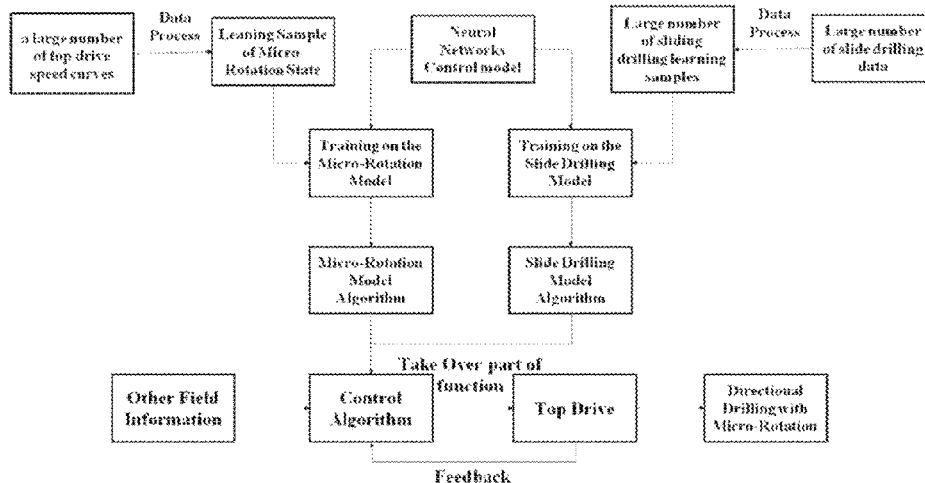 a large number
of top drive
speed curves
Data
Process
Leaning Sample
of Micro
Rotation State
Neural
Networks
Control model
Large number
of sliding
drilling learning
samples
Data
Process
Large number
of slide drilling
data
Training on the
Micro-Rotation
Model
Training on the
Slide Drilling
Model
Micro-Rotation
Model
Algorithm
Slide Drilling
Model
Algorithm
Take Over part of
function
Other Field
Information
Control
Algorithm
Top Drive
Directional
Drilling with
Micro-Rotation
Feedback